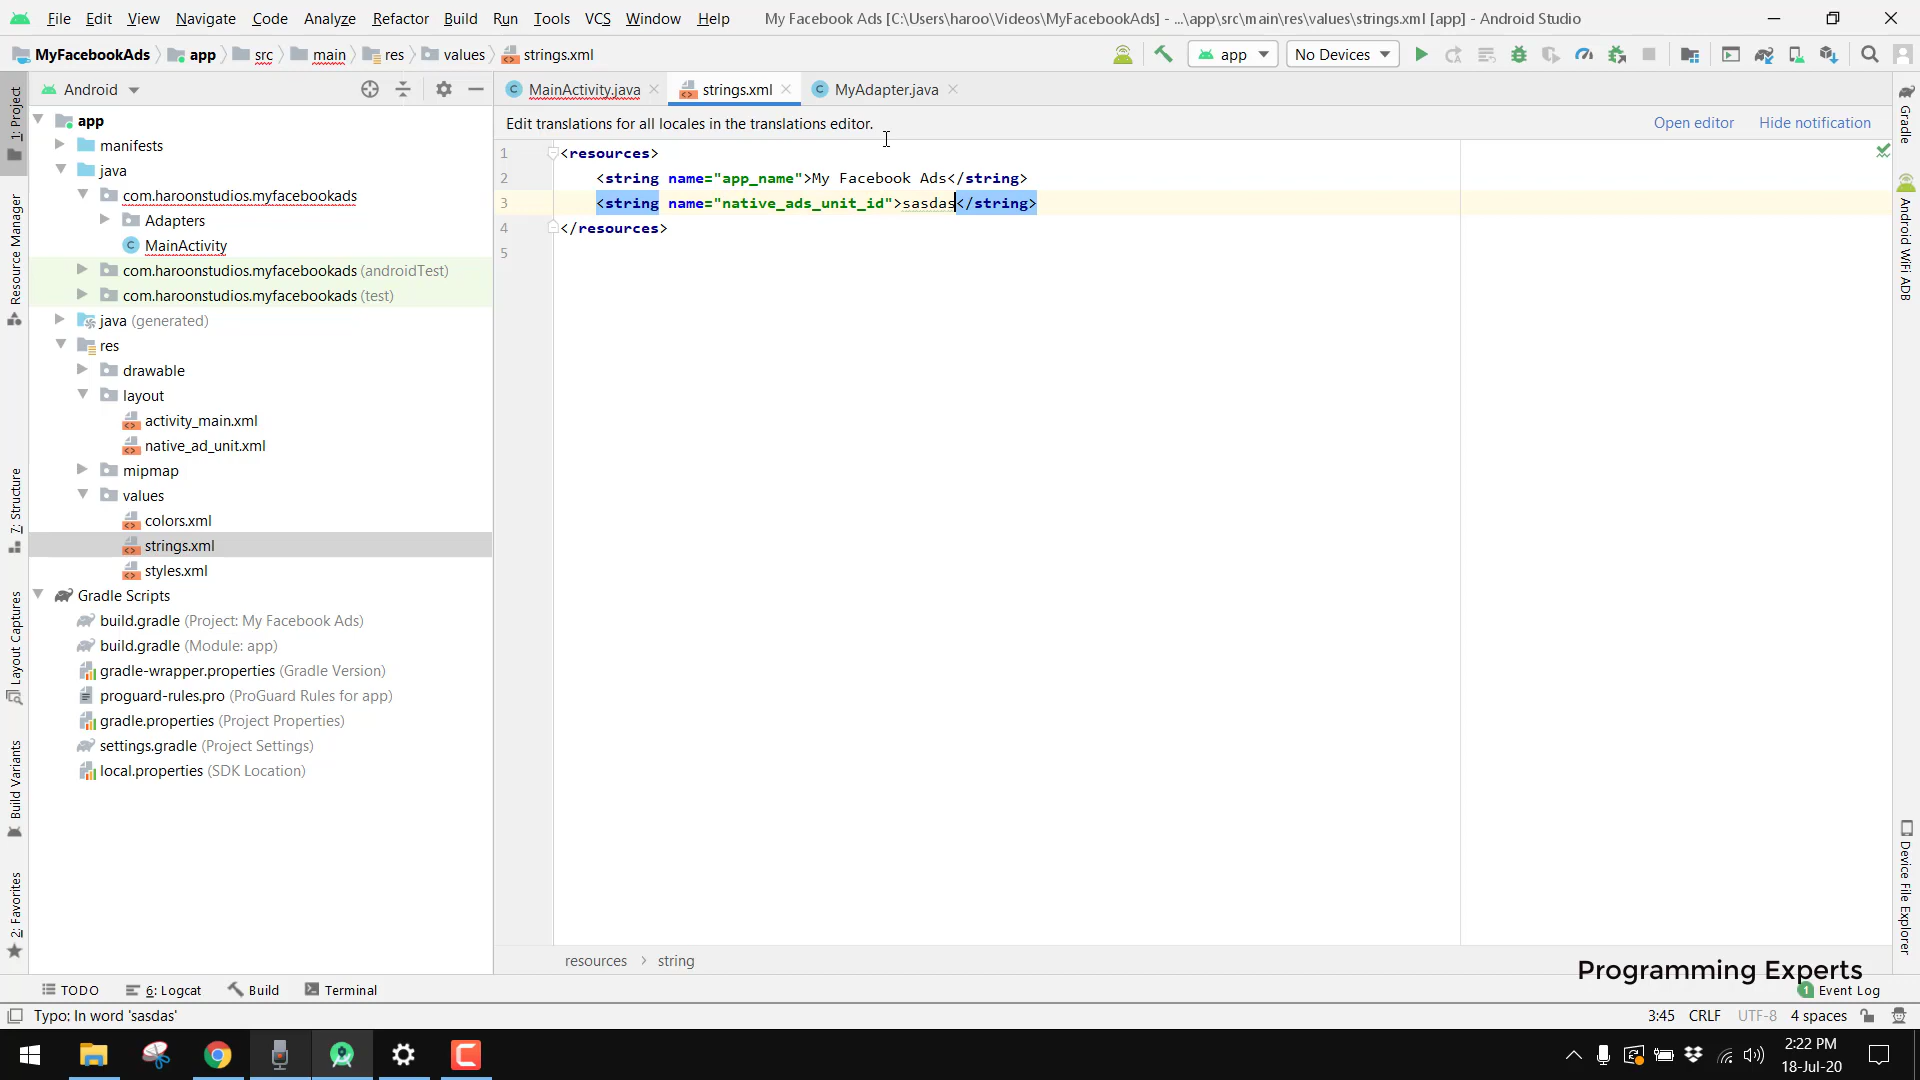 File Edit View Navigate Code Analyze Refactor Build Run Tools VCS Window Help My Facebook Ads [C:\Users\haroo\Videos\MyFacebookAds] - ...\app\src\main\res\values\strings.xml [app] - Android Studio
MyFacebookAds app src main res values strings.xml app No Devices
Android MainActivity.java strings.xml MyAdapter.java
Edit translations for all locales in the translations editor. Open editor Hide notification
1 <resources>
2 <string name="app_name">My Facebook Ads</string>
3 <string name="native_ads_unit_id">sasdas</string>
4 </resources>
5
app
manifests
java
com.haroonstudios.myfacebookads
Adapters
MainActivity
com.haroonstudios.myfacebookads (androidTest)
com.haroonstudios.myfacebookads (test)
java (generated)
res
drawable
layout
activity_main.xml
native_ad_unit.xml
mipmap
values
colors.xml
strings.xml
styles.xml
Gradle Scripts
build.gradle (Project: My Facebook Ads)
build.gradle (Module: app)
gradle-wrapper.properties (Gradle Version)
proguard-rules.pro (ProGuard Rules for app)
gradle.properties (Project Properties)
settings.gradle (Project Settings)
local.properties (SDK Location)
1: Project
Resource Manager
7: Structure
Layout Captures
Build Variants
2: Favorites
Gradle
Android WiFi ADB
Device File Explorer
resources string
Programming Experts
TODO 6: Logcat Build Terminal 1 Event Log
Typo: In word 'sasdas' 3:45 CRLF UTF-8 4 spaces
2:22 PM
18-Jul-20